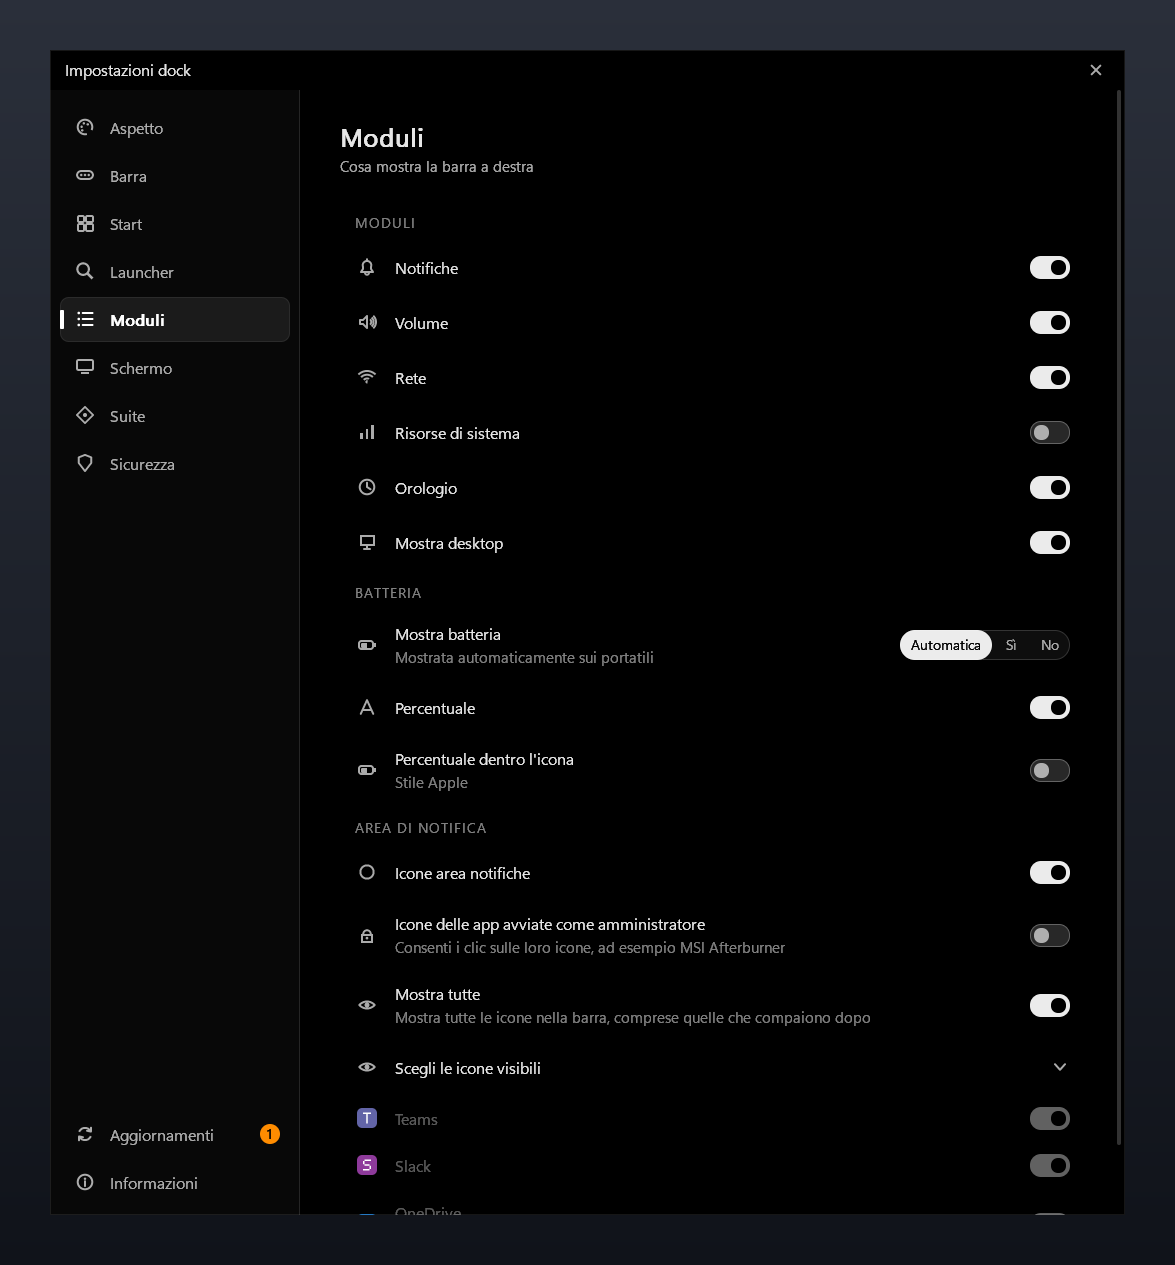 Impostazioni dock
Aspetto
Barra
Start
Launcher
Moduli
Schermo
Suite
Sicurezza
Aggiornamenti 1
Informazioni
Moduli
Cosa mostra la barra a destra
MODULI
Notifiche
Volume
Rete
Risorse di sistema
Orologio
Mostra desktop
BATTERIA
Mostra batteria
Mostrata automaticamente sui portatili
Automatica Sì No
Percentuale
Percentuale dentro l'icona
Stile Apple
AREA DI NOTIFICA
Icone area notifiche
Icone delle app avviate come amministratore
Consenti i clic sulle loro icone, ad esempio MSI Afterburner
Mostra tutte
Mostra tutte le icone nella barra, comprese quelle che compaiono dopo
Scegli le icone visibili
T Teams
S Slack
OneDrive